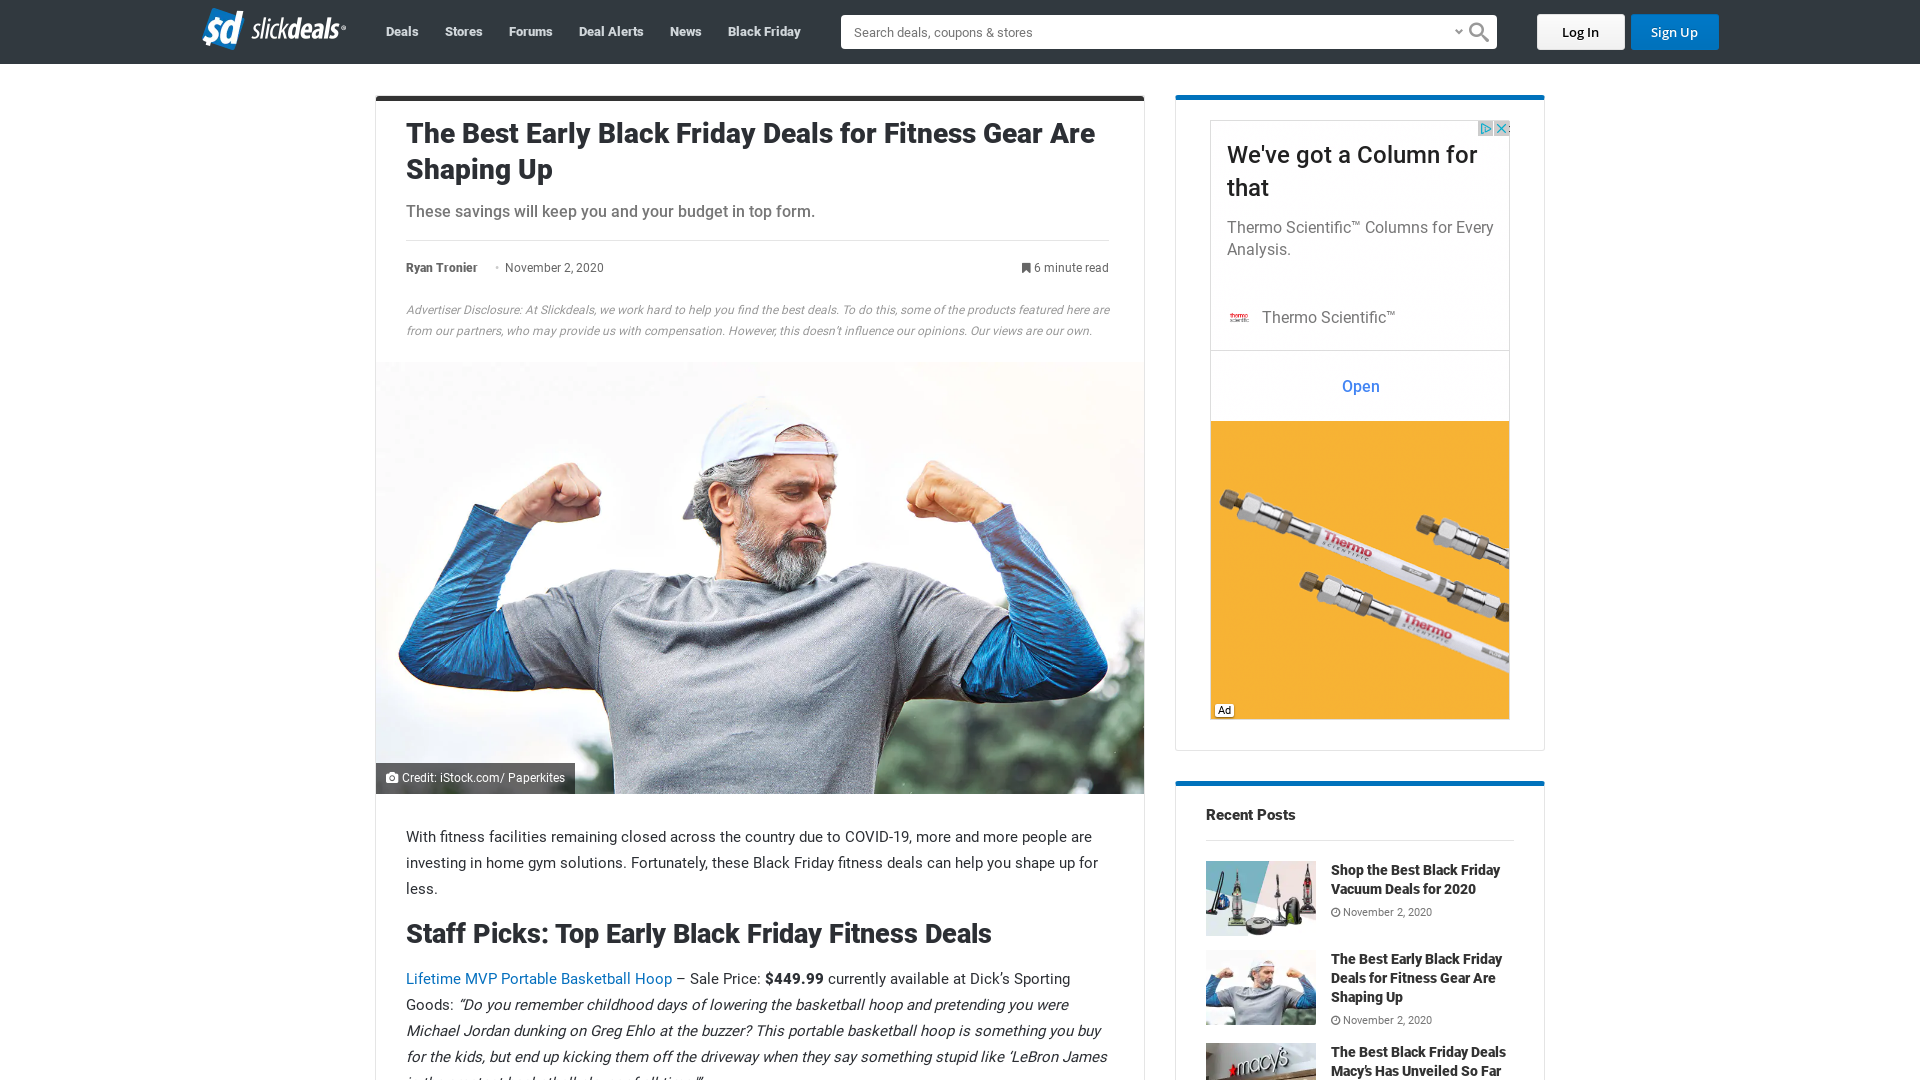 slickdeals
Deals
Stores
Forums
Deal Alerts
News
Black Friday
Search deals, coupons & stores
Log In
Sign Up
The Best Early Black Friday Deals for Fitness Gear Are
Shaping Up
These savings will keep you and your budget in top form.
Ryan Tronier
• November 2, 2020
6 minute read
Advertiser Disclosure: At Slickdeals, we work hard to help you find the best deals. To do this, some of the products featured here are
from our partners, who may provide us with compensation. However, this doesn't influence our opinions. Our views are our own.
Credit: iStock.com/ Paperkites
With fitness facilities remaining closed across the country due to COVID-19, more and more people are
investing in home gym solutions. Fortunately, these Black Friday fitness deals can help you shape up for
less.
Staff Picks: Top Early Black Friday Fitness Deals
Lifetime MVP Portable Basketball Hoop – Sale Price: $449.99 currently available at Dick’s Sporting
Goods: “Do you remember childhood days of lowering the basketball hoop and pretending you were
Michael Jordan dunking on Greg Ehlo at the buzzer? This portable basketball hoop is something you buy
for the kids, but end up kicking them off the driveway when they say something stupid like ‘LeBron James
We've got a Column for
that
Thermo Scientific™ Columns for Every
Analysis.
thermo
scientific
Thermo Scientific™
Open
Thermo
SCIENTIFIC
Thermo
SCIENTIFIC
Ad
Recent Posts
Shop the Best Black Friday
Vacuum Deals for 2020
November 2, 2020
The Best Early Black Friday
Deals for Fitness Gear Are
Shaping Up
November 2, 2020
macy's
The Best Black Friday Deals
Macy’s Has Unveiled So Far